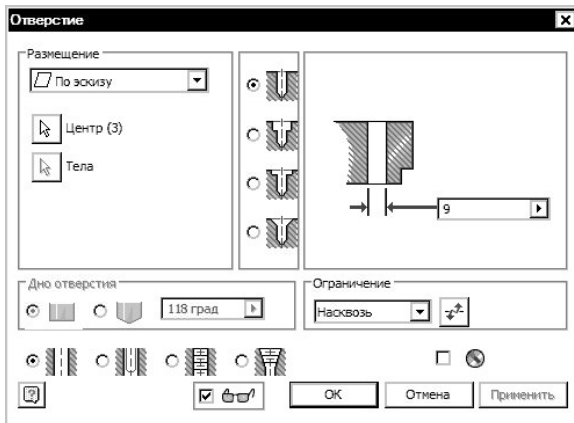 Отверстие
Размещение
По эскизу
Центр (3)
Тела
9
Дно отверстия
118 град
Ограничение
Насквозь
ОК
Отмена
Применить